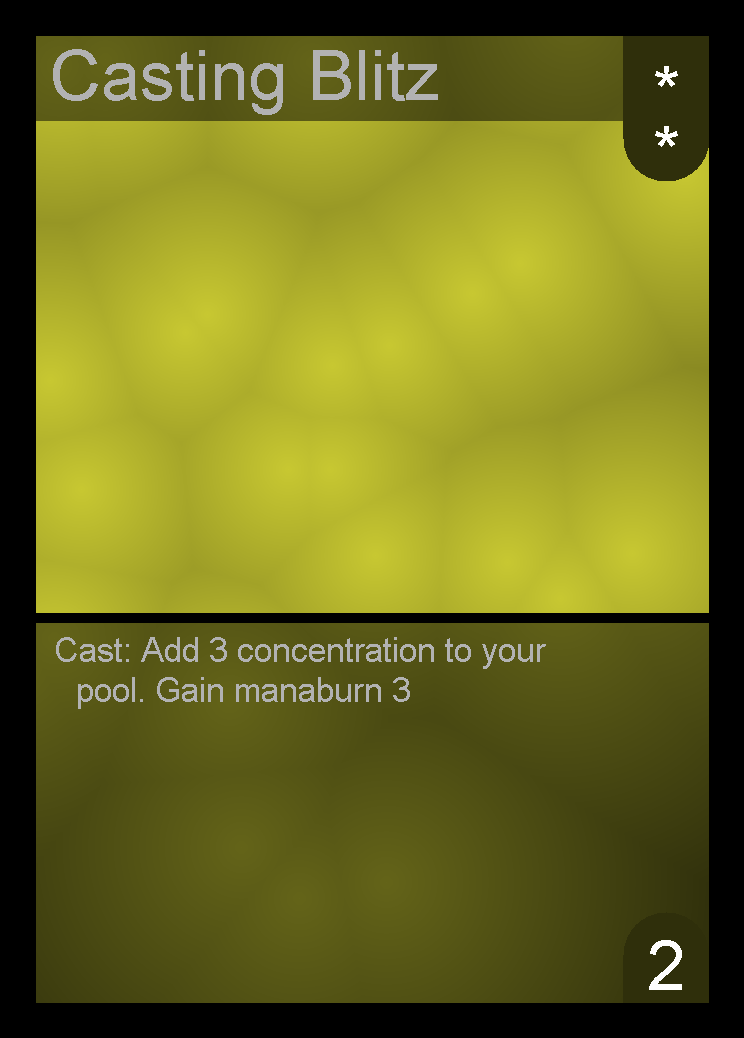 Casting Blitz
*
*
Cast: Add 3 concentration to your
pool. Gain manaburn 3
2